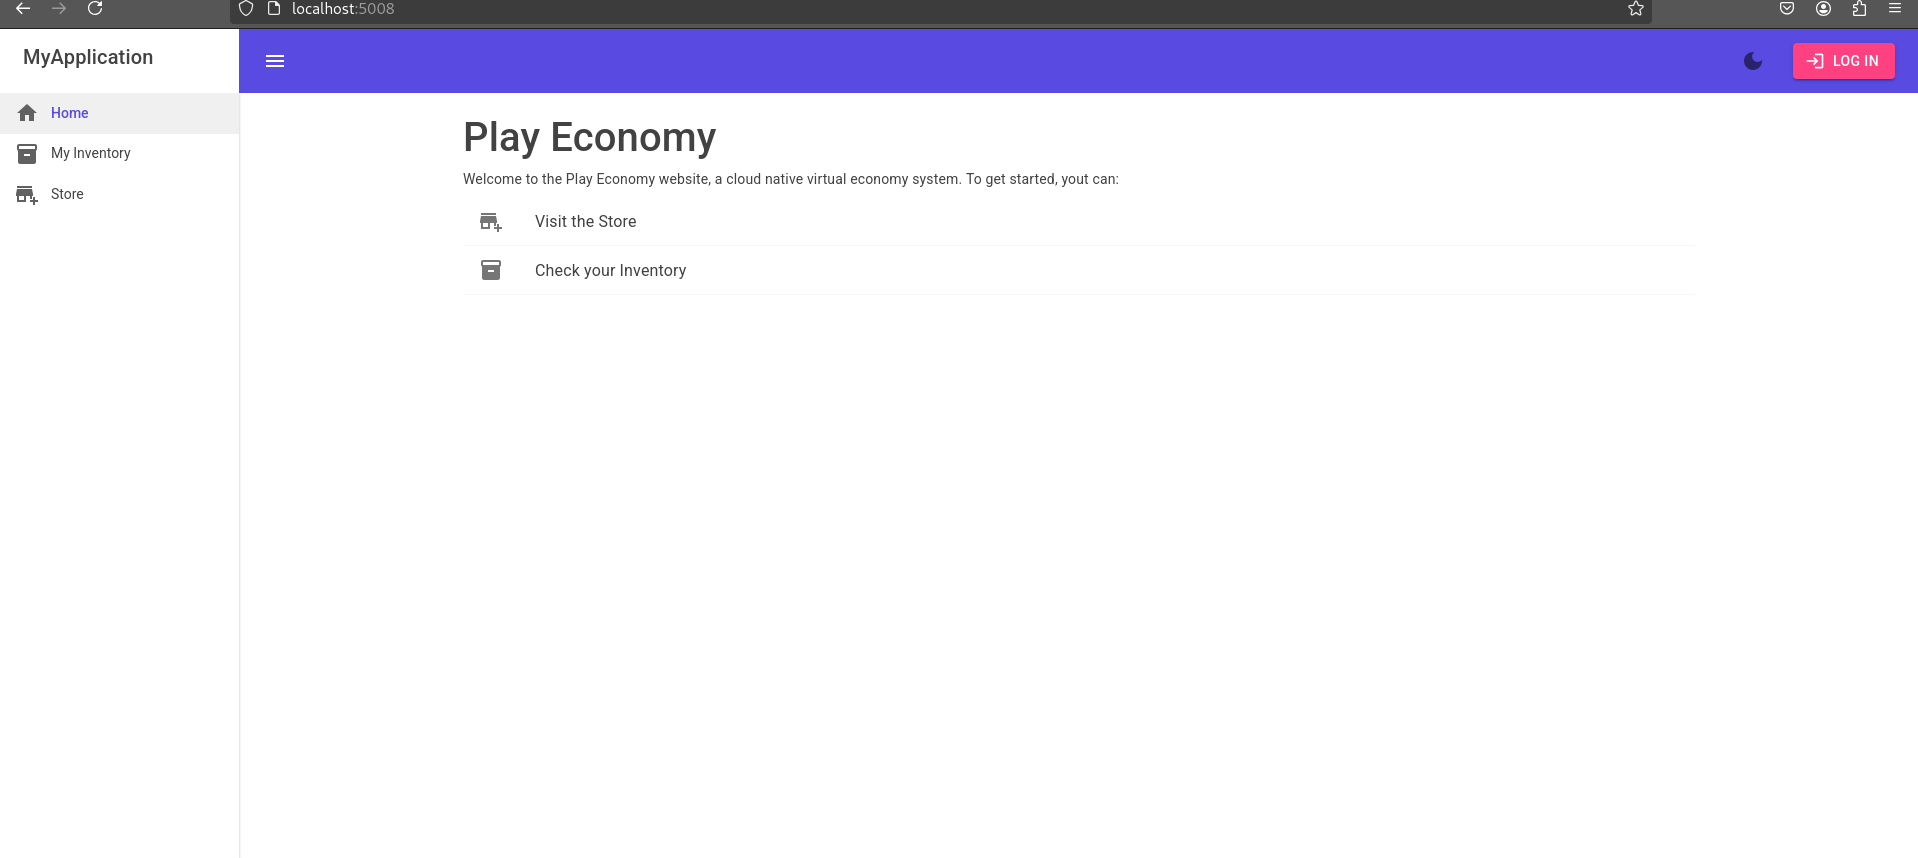 localhost:5008
MyApplication
LOG IN
Home
My Inventory
Store
Play Economy
Welcome to the Play Economy website, a cloud native virtual economy system. To get started, yout can:
Visit the Store
Check your Inventory